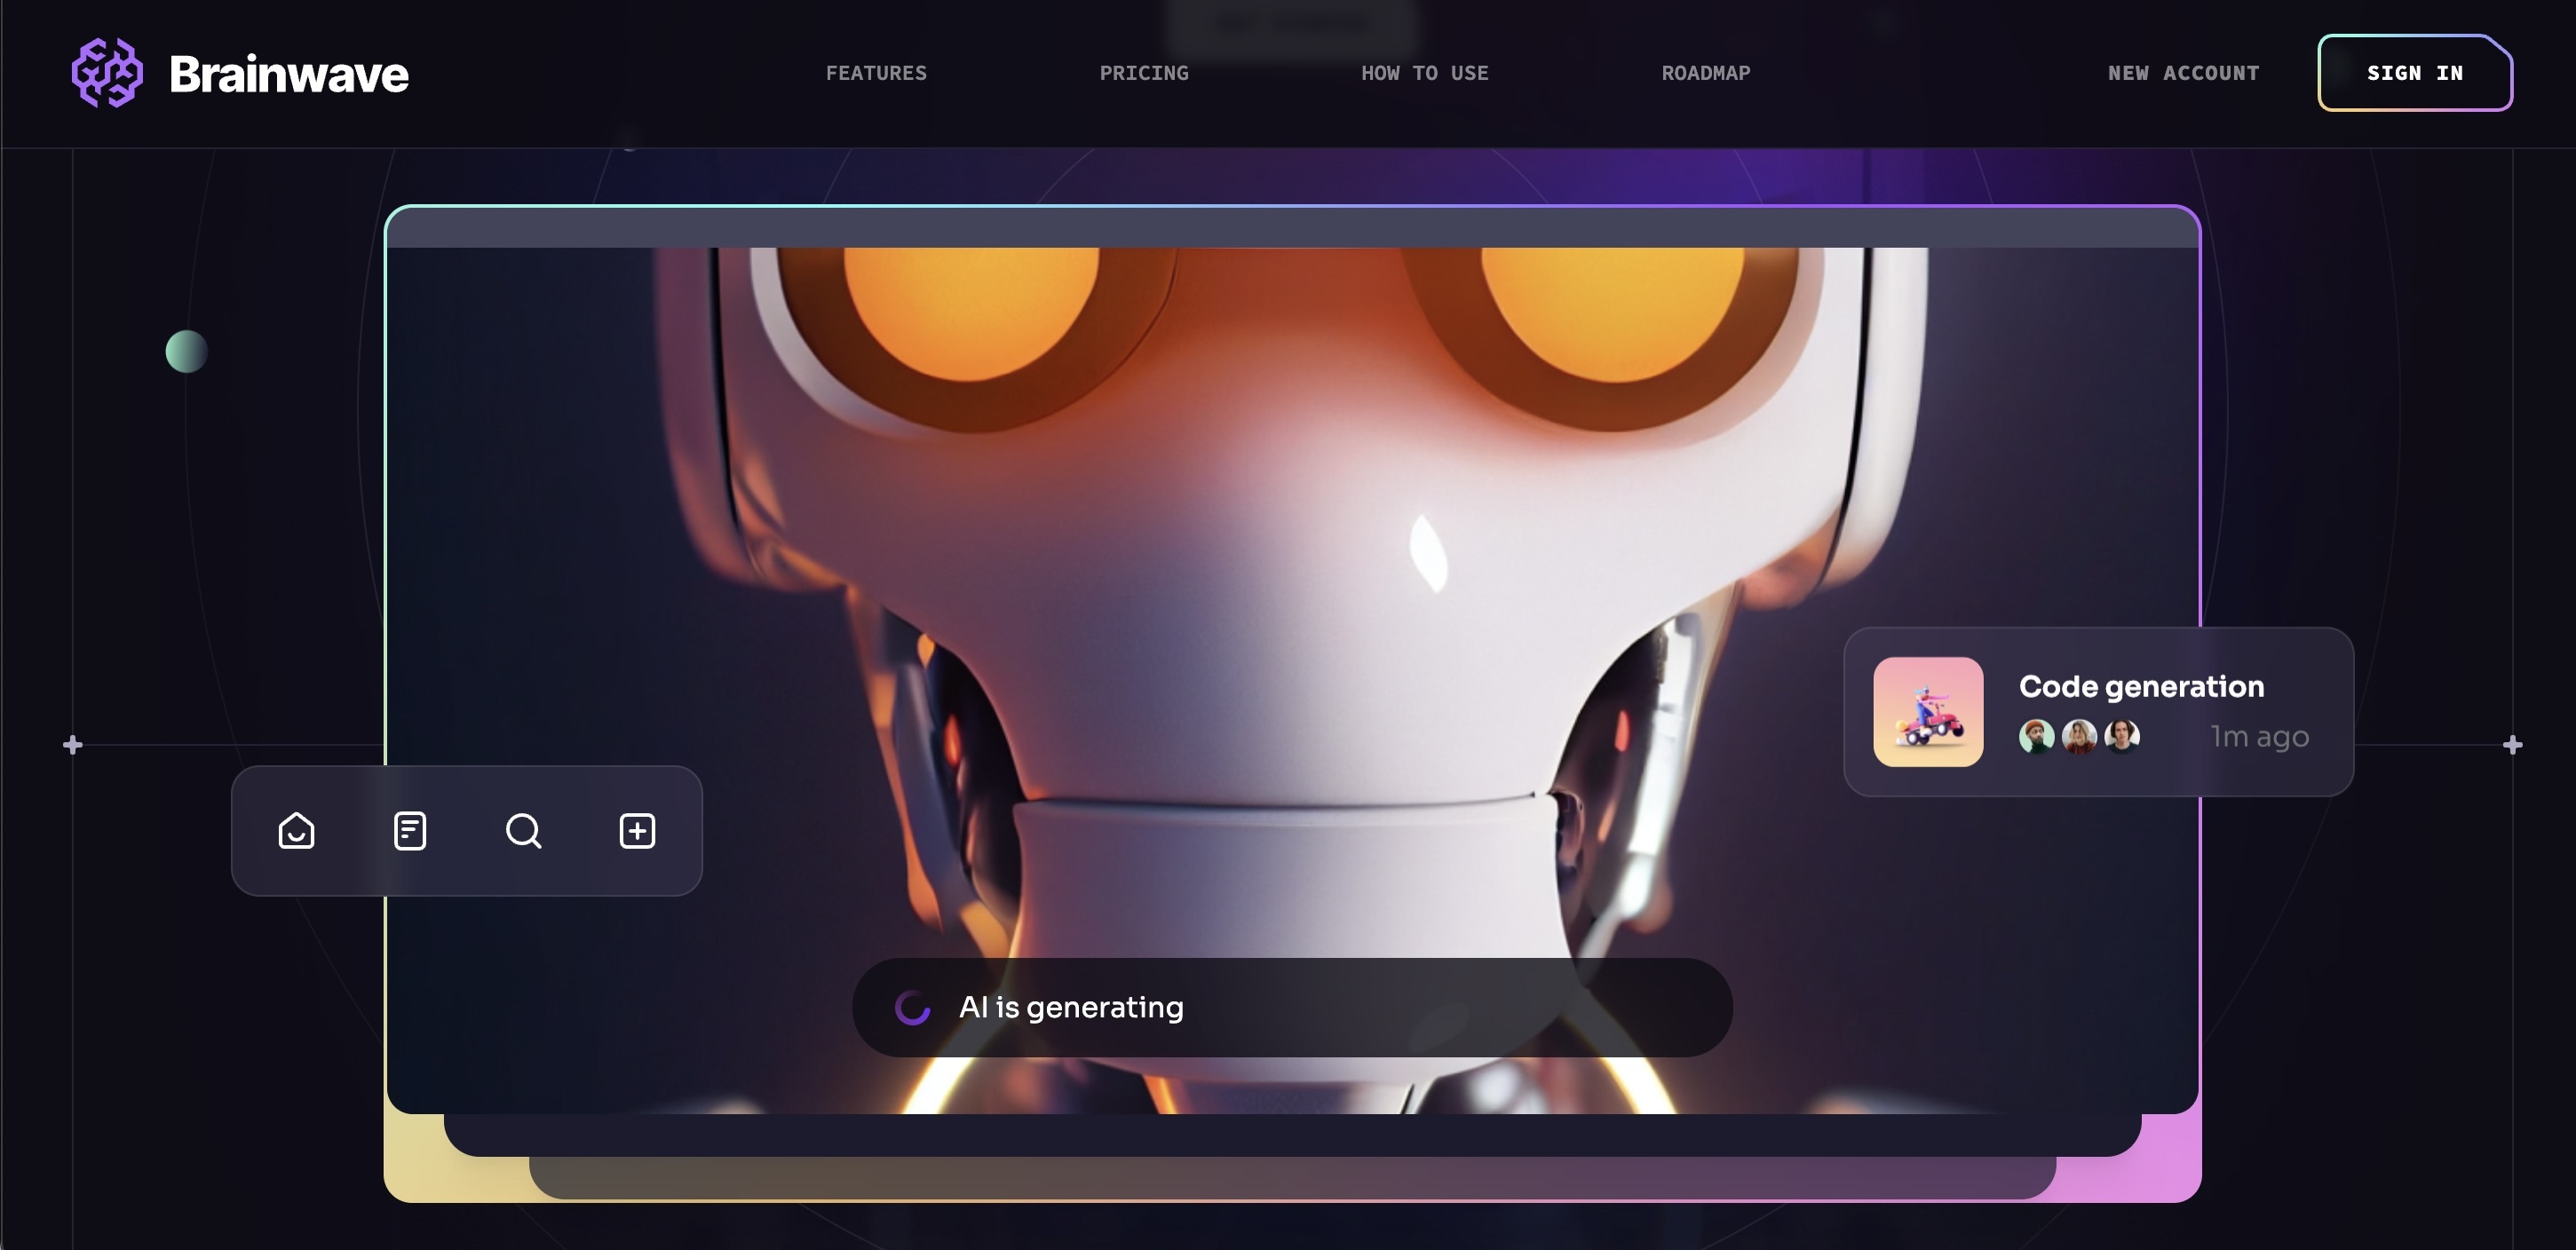 Brainwave
FEATURES
PRICING
HOW TO USE
ROADMAP
NEW ACCOUNT
SIGN IN
Code generation
1m ago
AI is generating